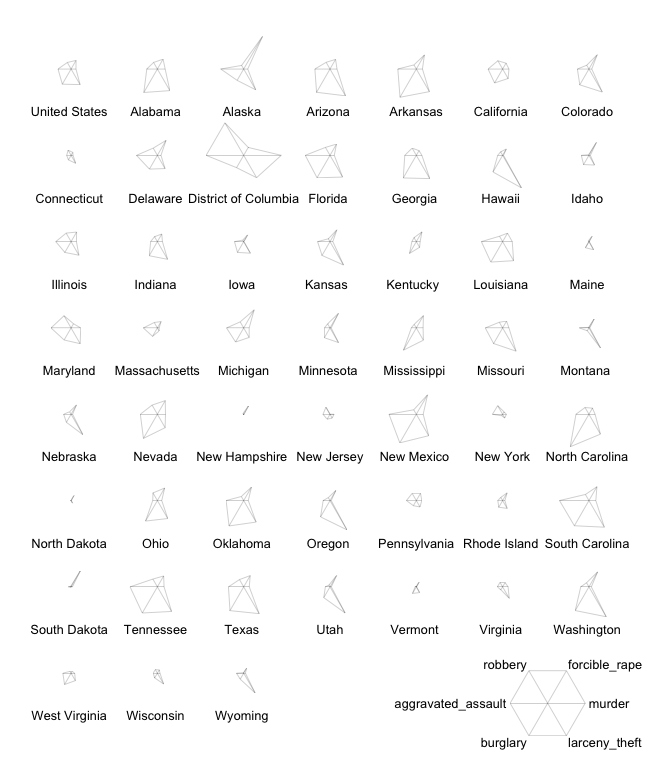 United States Alabama Alaska Arizona Arkansas California Colorado
Connecticut Delaware District of Columbia Florida Georgia Hawaii Idaho
Illinois Indiana Iowa Kansas Kentucky Louisiana Maine
Maryland Massachusetts Michigan Minnesota Mississippi Missouri Montana
Nebraska Nevada New Hampshire New Jersey New Mexico New York North Carolina
North Dakota Ohio Oklahoma Oregon Pennsylvania Rhode Island South Carolina
South Dakota Tennessee Texas Utah Vermont Virginia Washington
robbery forcible_rape
aggravated_assault murder
West Virginia Wisconsin Wyoming
burglary larceny_theft